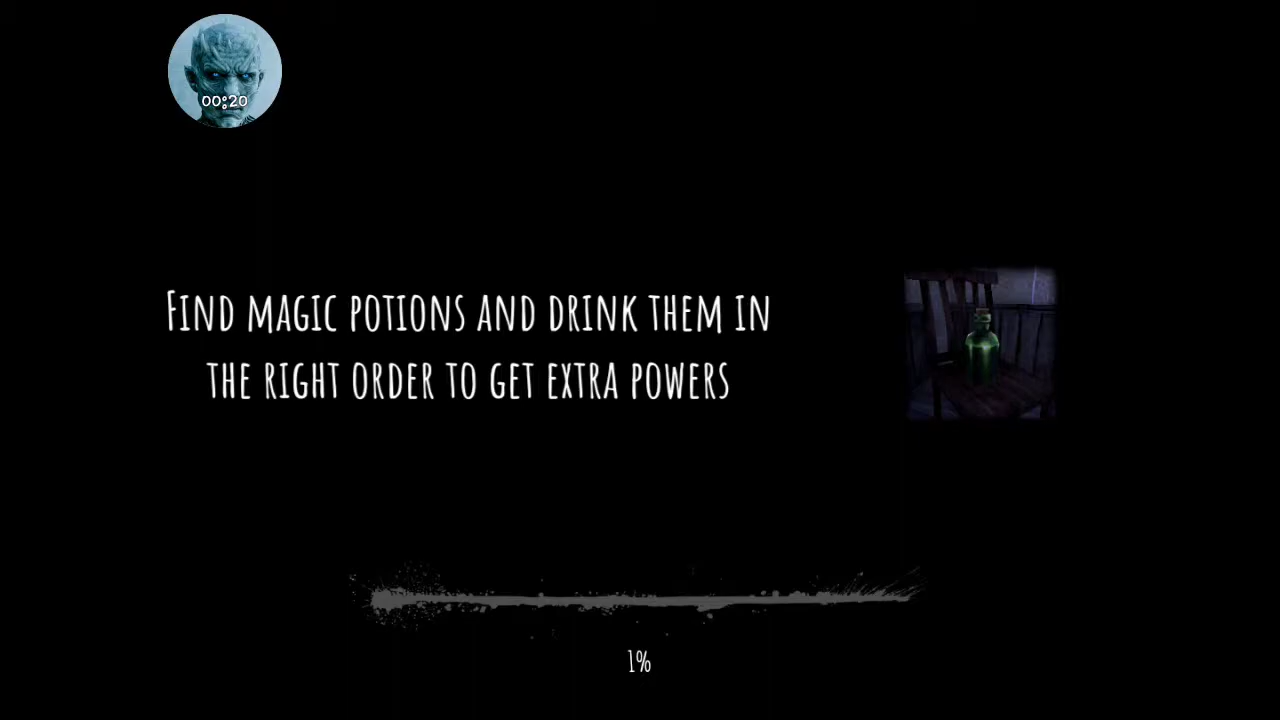 00:20
Find magic potions and drink them in
the right order to get extra powers
1%